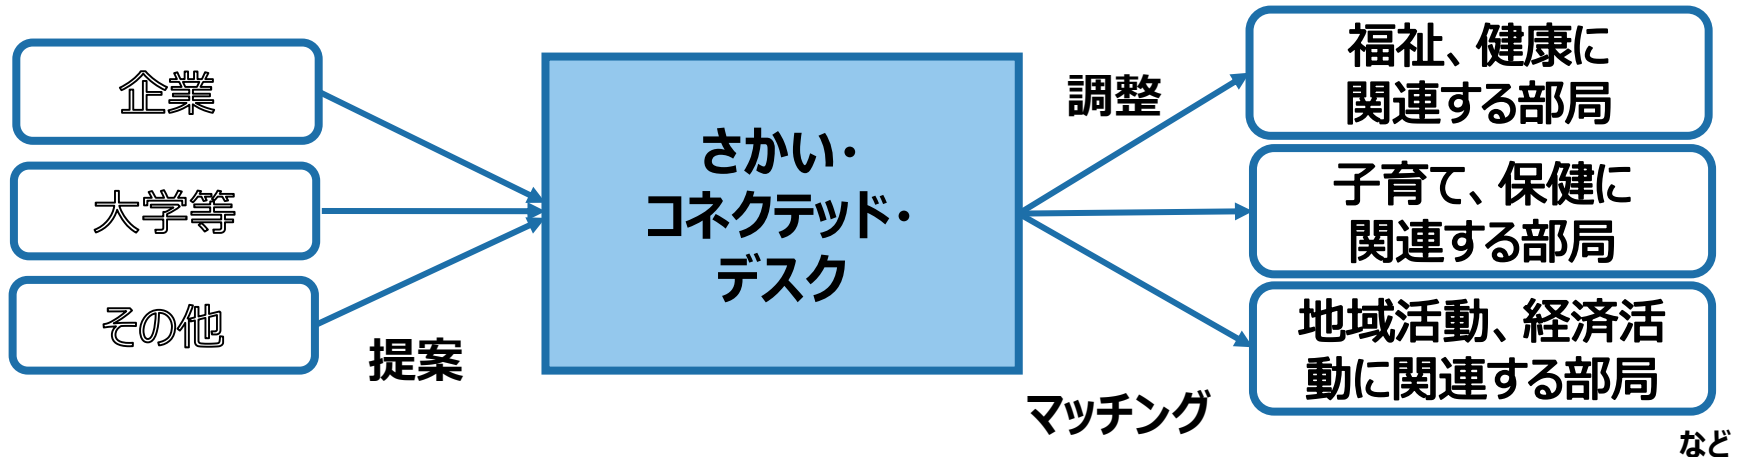 企業
大学等
その他
提案
さかい・
コネクテッド・
デスク
調整
マッチング
福祉、健康に
関連する部局
子育て、保健に
関連する部局
地域活動、経済活
動に関連する部局
など